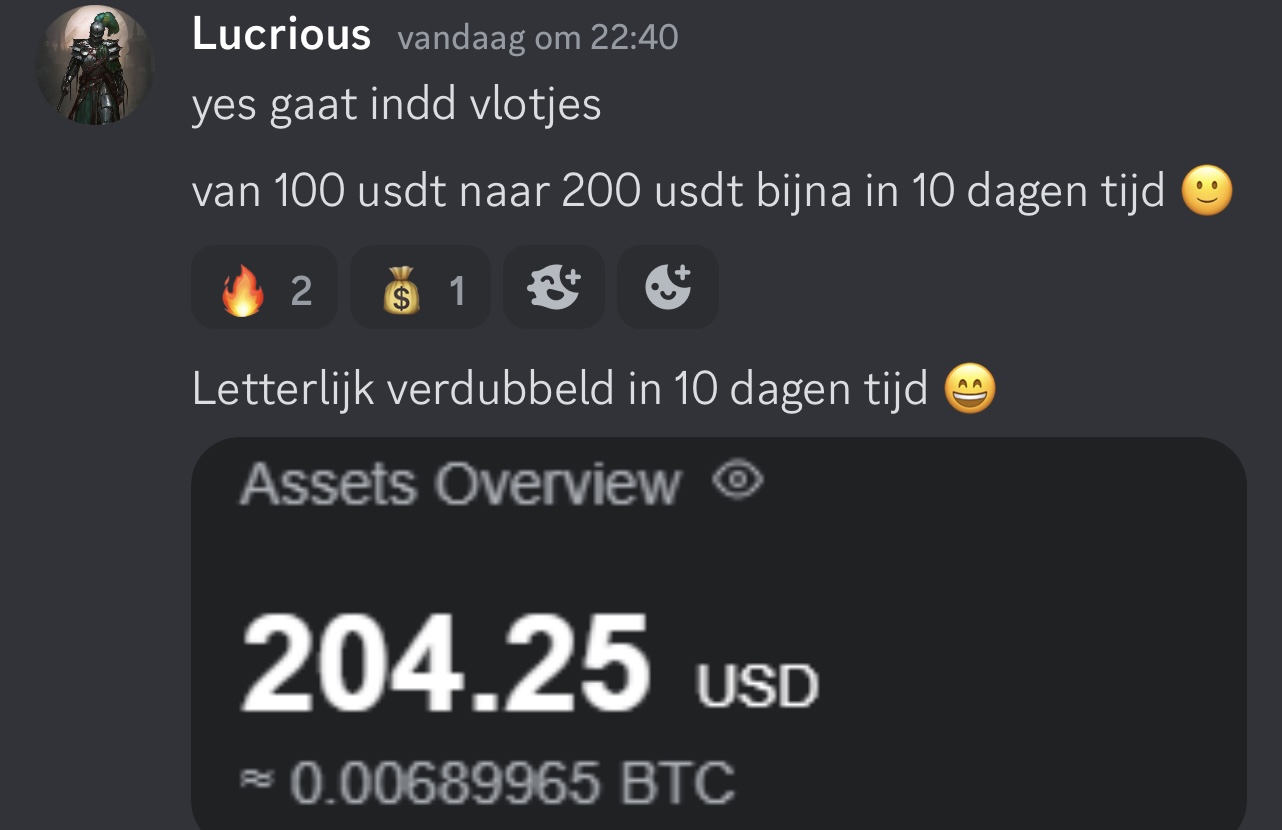 Lucrious vandaag om 22:40
yes gaat indd vlotjes
van 100 usdt naar 200 usdt bijna in 10 dagen tijd 🙂
🔥 2 💰 1
Letterlijk verdubbeld in 10 dagen tijd 😄
Assets Overview
204.25 USD
≈ 0.00689965 BTC